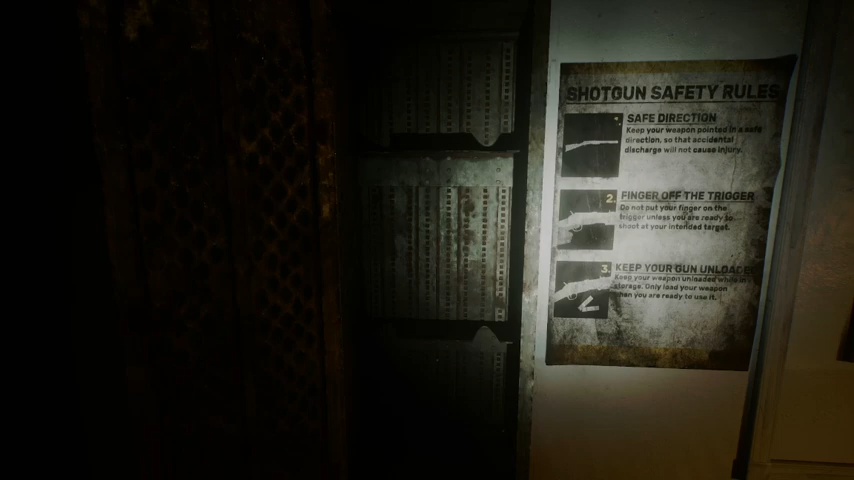 SHOTGUN SAFETY RULES
SAFE DIRECTION
Keep your weapon pointed in a safe
direction, so that accidental
discharge will not cause injury.
2. FINGER OFF THE TRIGGER
Do not put your finger on the
trigger unless you are ready to
shoot at your intended target.
3. KEEP YOUR GUN UNLOADED
Keep your weapon unloaded while in
storage. Only load your weapon
when you are ready to use it.